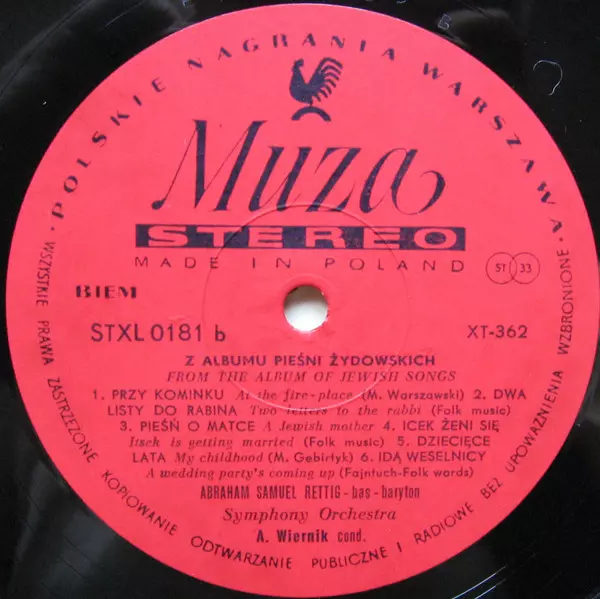 · POLSKIE NAGRANIA WARSZAWA ·
Muza
STEREO
MADE IN POLAND
ST 33
BIEM
STXL 0181 b
XT-362
Z ALBUMU PIEŚNI ŻYDOWSKICH
FROM THE ALBUM OF JEWISH SONGS
1. PRZY KOMINKU At the fire-place (M. Warszawski) 2. DWA
LISTY DO RABINA Two letters to the rabbi (Folk music)
3. PIEŚŃ O MATCE A Jewish mother 4. ICEK ŻENI SIĘ
Itsek is getting married (Folk music) 5. DZIECIĘCE
LATA My childhood (M. Gebirtyk) 6. IDĄ WESELNICY
A wedding party's coming up (Fajntuch-Folk words)
ABRAHAM SAMUEL RETTIG - bas-baryton
Symphony Orchestra
A. Wiernik cond.
WSZYSTKIE PRAWA ZASTRZEŻONE KOPIOWANIE ODTWARZANIE PUBLICZNE I RADIOWE BEZ UPOWAŻNIENIA WZBRONIONE